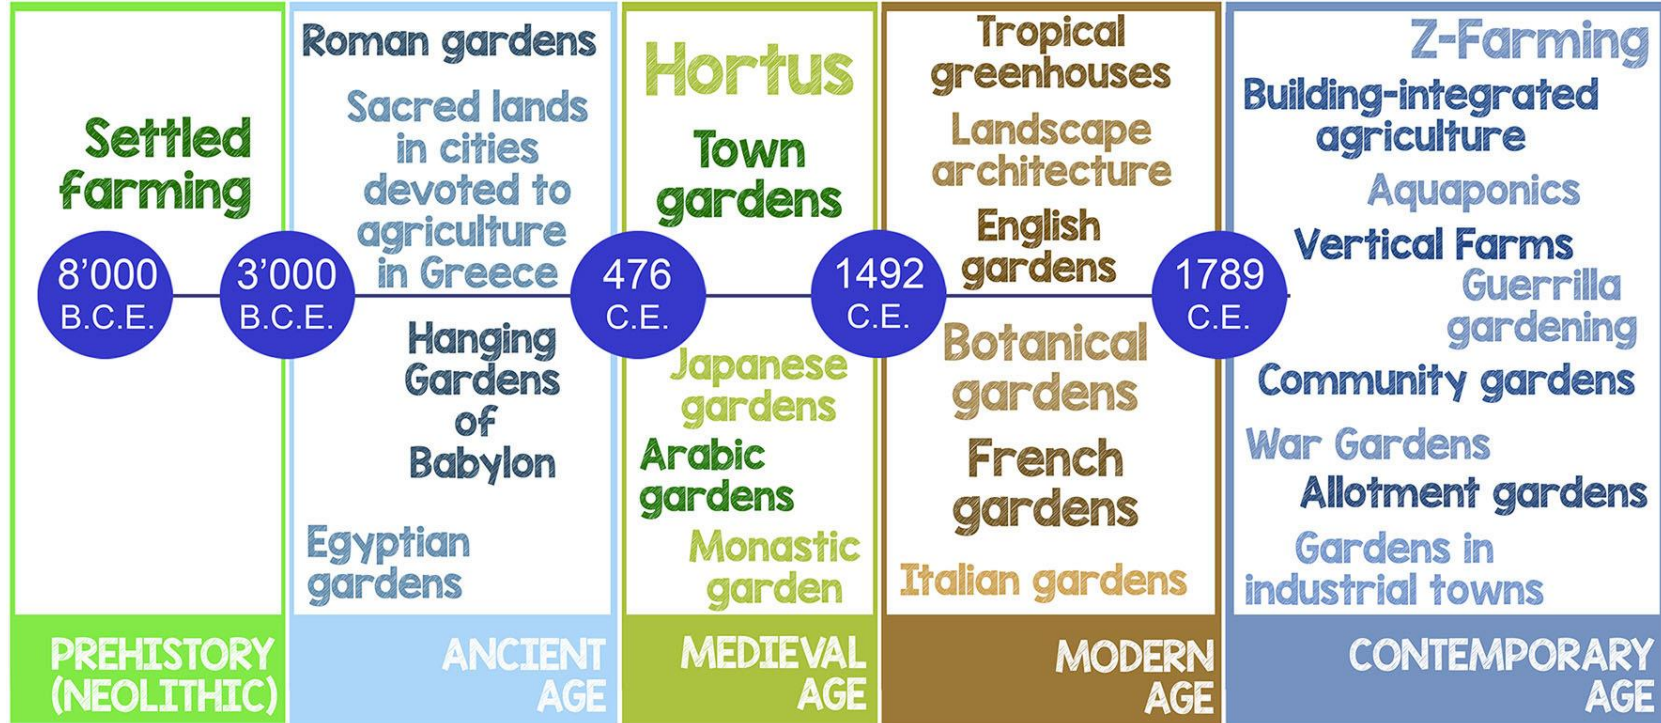 Settled
farming
8'000
B.C.E.
PREHISTORY
(NEOLITHIC)
3'000
B.C.E.
Roman gardens
Sacred lands
in cities
devoted to
agriculture
in Greece
Hanging
Gardens
of
Babylon
Egyptian
gardens
ANCIENT
AGE
476
C.E.
Hortus
Town
gardens
Japanese
gardens
Arabic
gardens
Monastic
garden
MEDIEVAL
AGE
1492
C.E.
Tropical
greenhouses
Landscape
architecture
English
gardens
Botanical
gardens
French
gardens
Italian gardens
MODERN
AGE
1789
C.E.
Z-Farming
Building-integrated
agriculture
Aquaponics
Vertical Farms
Guerrilla
gardening
Community gardens
War Gardens
Allotment gardens
Gardens in
industrial towns
CONTEMPORARY
AGE